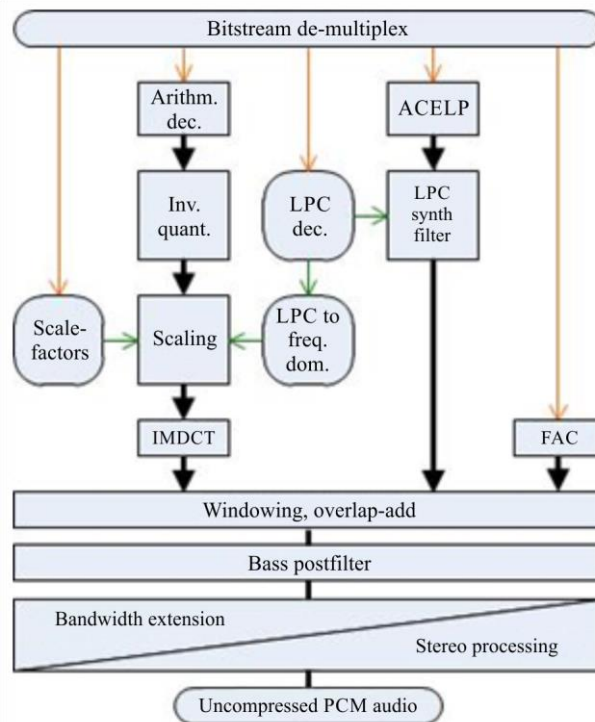 Bitstream de-multiplex
Arithm.
dec.
ACELP
Inv.
quant.
LPC
dec.
LPC
synth
filter
Scale-
factors
Scaling
LPC to
freq.
dom.
IMDCT
FAC
Windowing, overlap-add
Bass postfilter
Bandwidth extension
Stereo processing
Uncompressed PCM audio